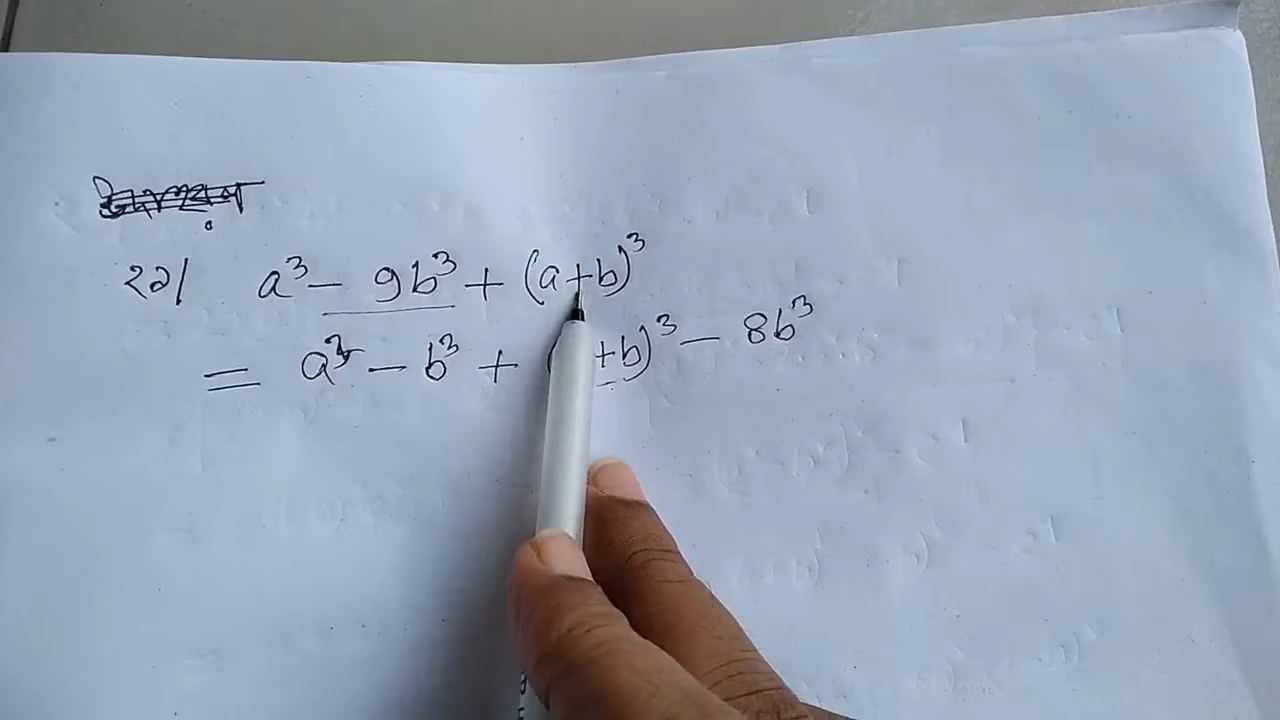 ২১। a³ - 9b³ + (a+b)³
= a³ - b³ + ( +b)³ - 8b³